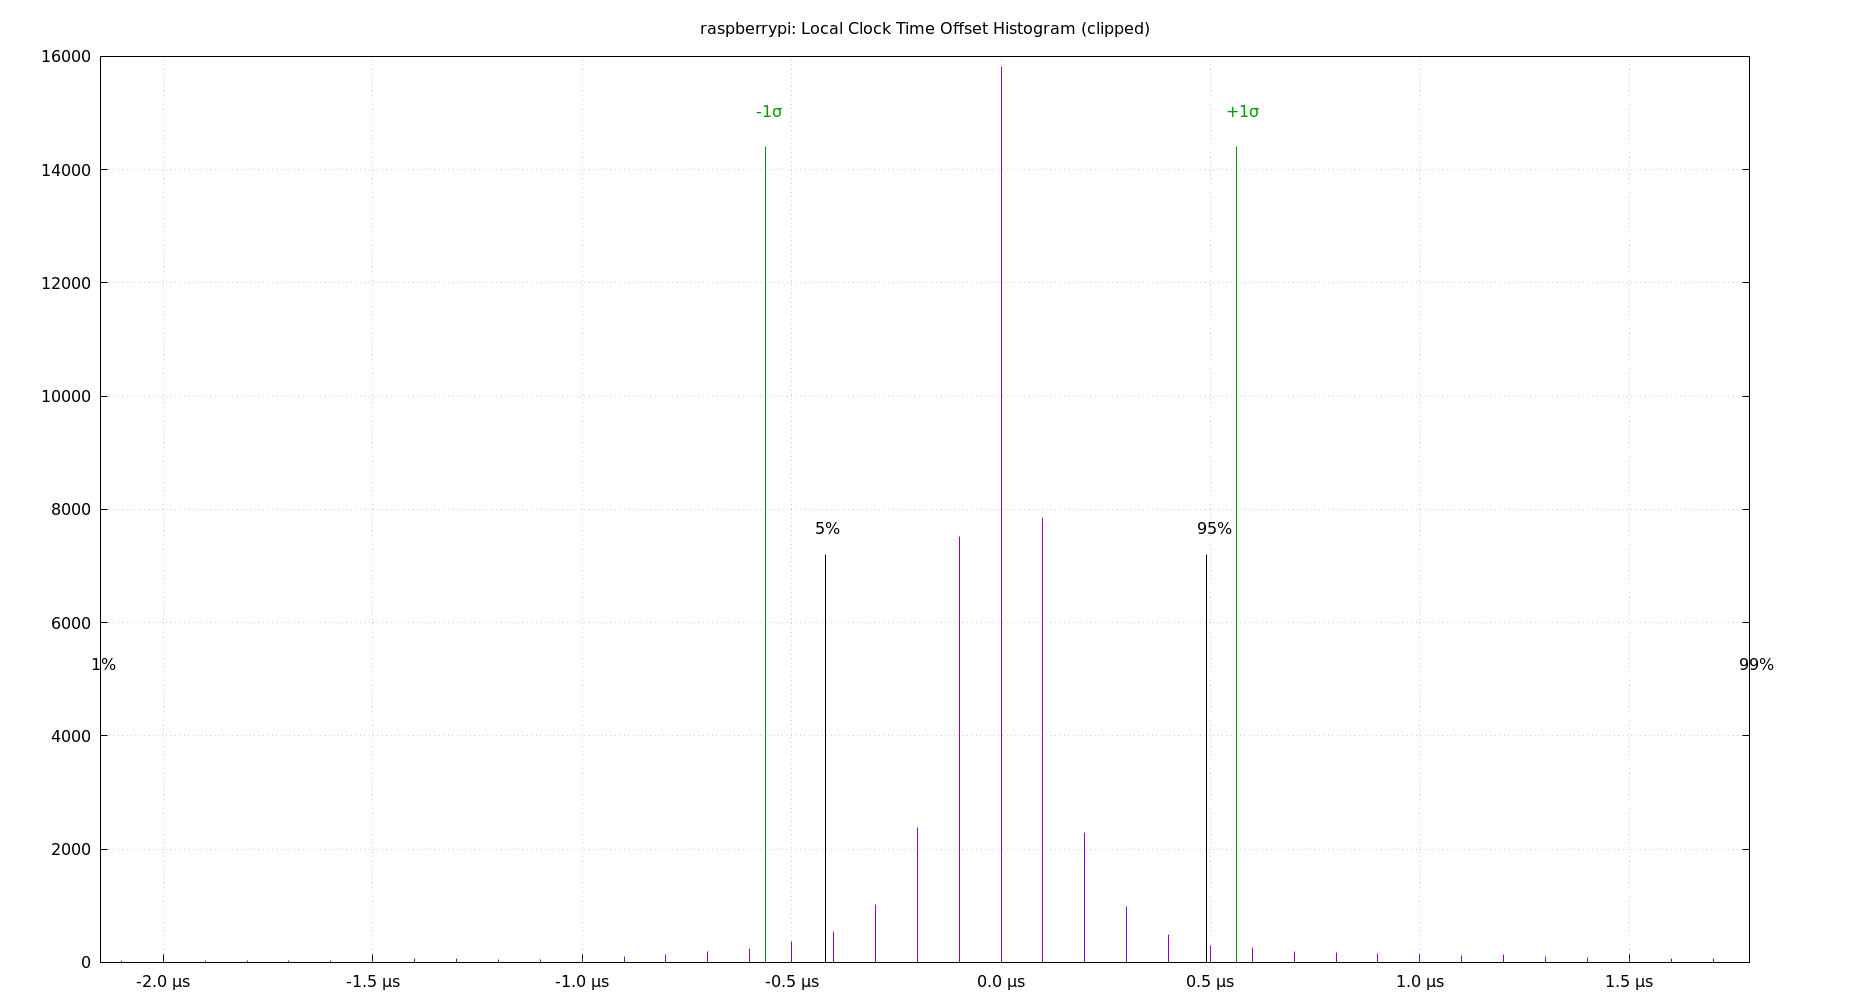 raspberrypi: Local Clock Time Offset Histogram (clipped)
16000
-1σ
+1σ
14000
12000
10000
8000
5%
95%
6000
1%
99%
4000
2000
0
-2.0 µs
-1.5 µs
-1.0 µs
-0.5 µs
0.0 µs
0.5 µs
1.0 µs
1.5 µs